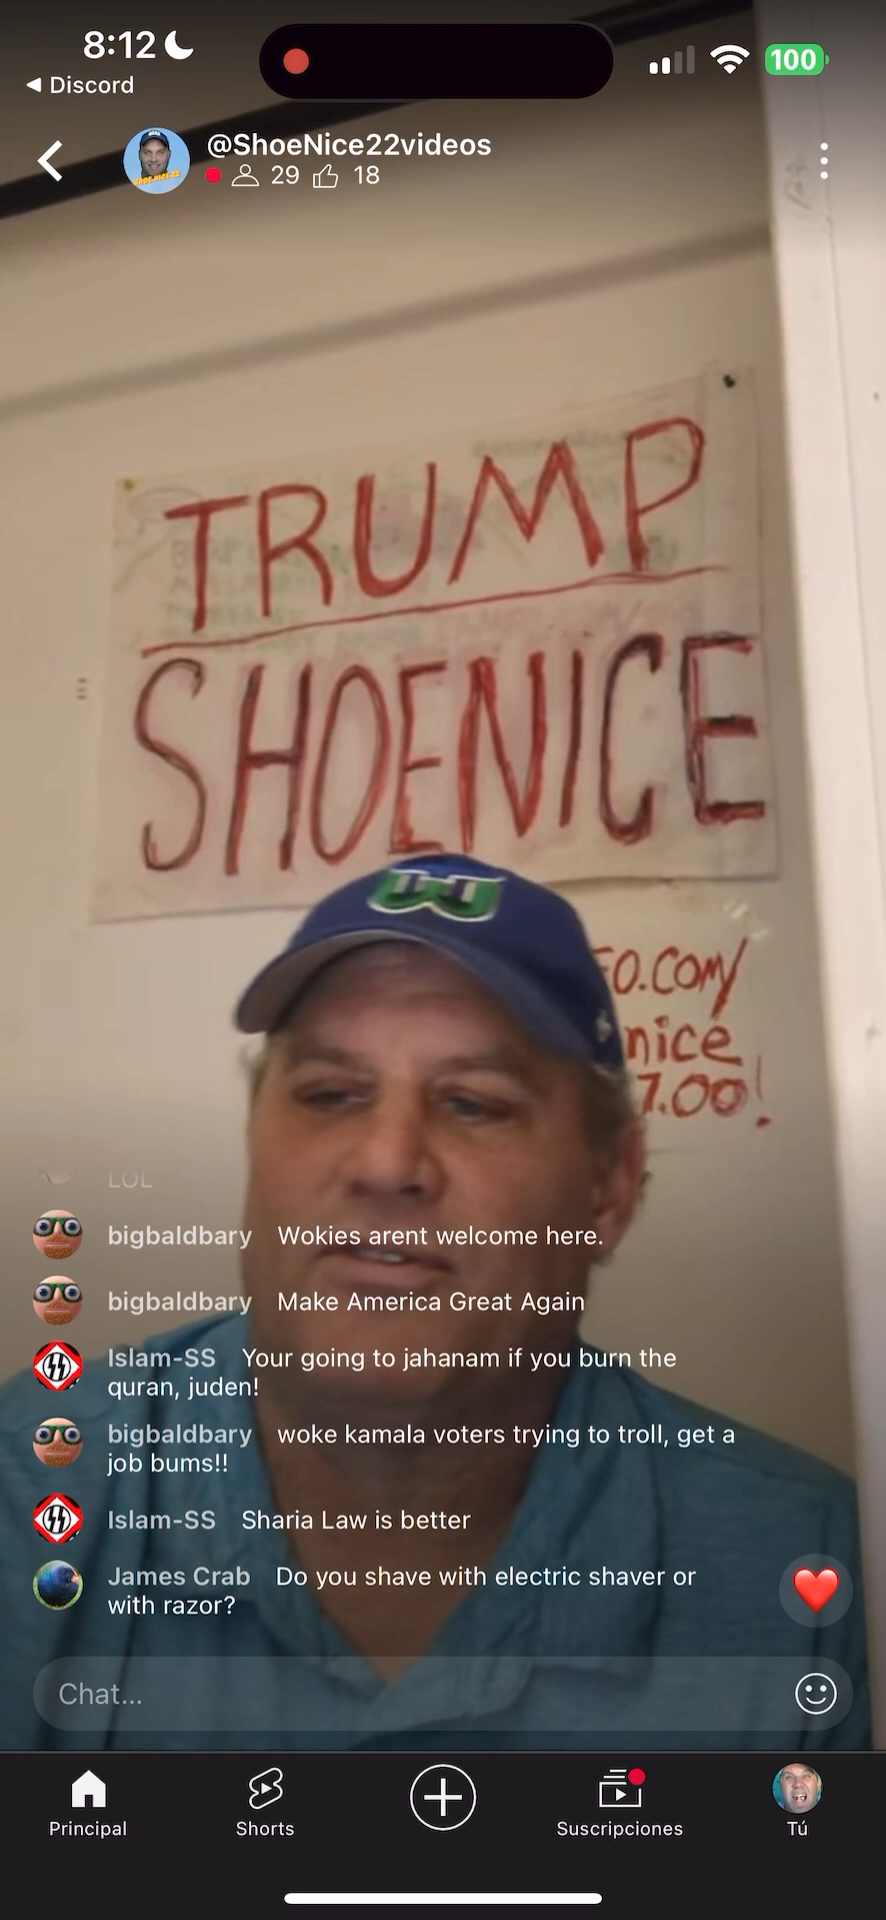 8:12
100
Discord
@ShoeNice22videos
29 18
TRUMP
SHOENICE
O.COM/
nice
7.00!
LOL
bigbaldbary Wokies arent welcome here.
bigbaldbary Make America Great Again
Islam-SS Your going to jahanam if you burn the
quran, juden!
bigbaldbary woke kamala voters trying to troll, get a
job bums!!
Islam-SS Sharia Law is better
James Crab Do you shave with electric shaver or
with razor?
Chat...
Principal Shorts Suscripciones Tú